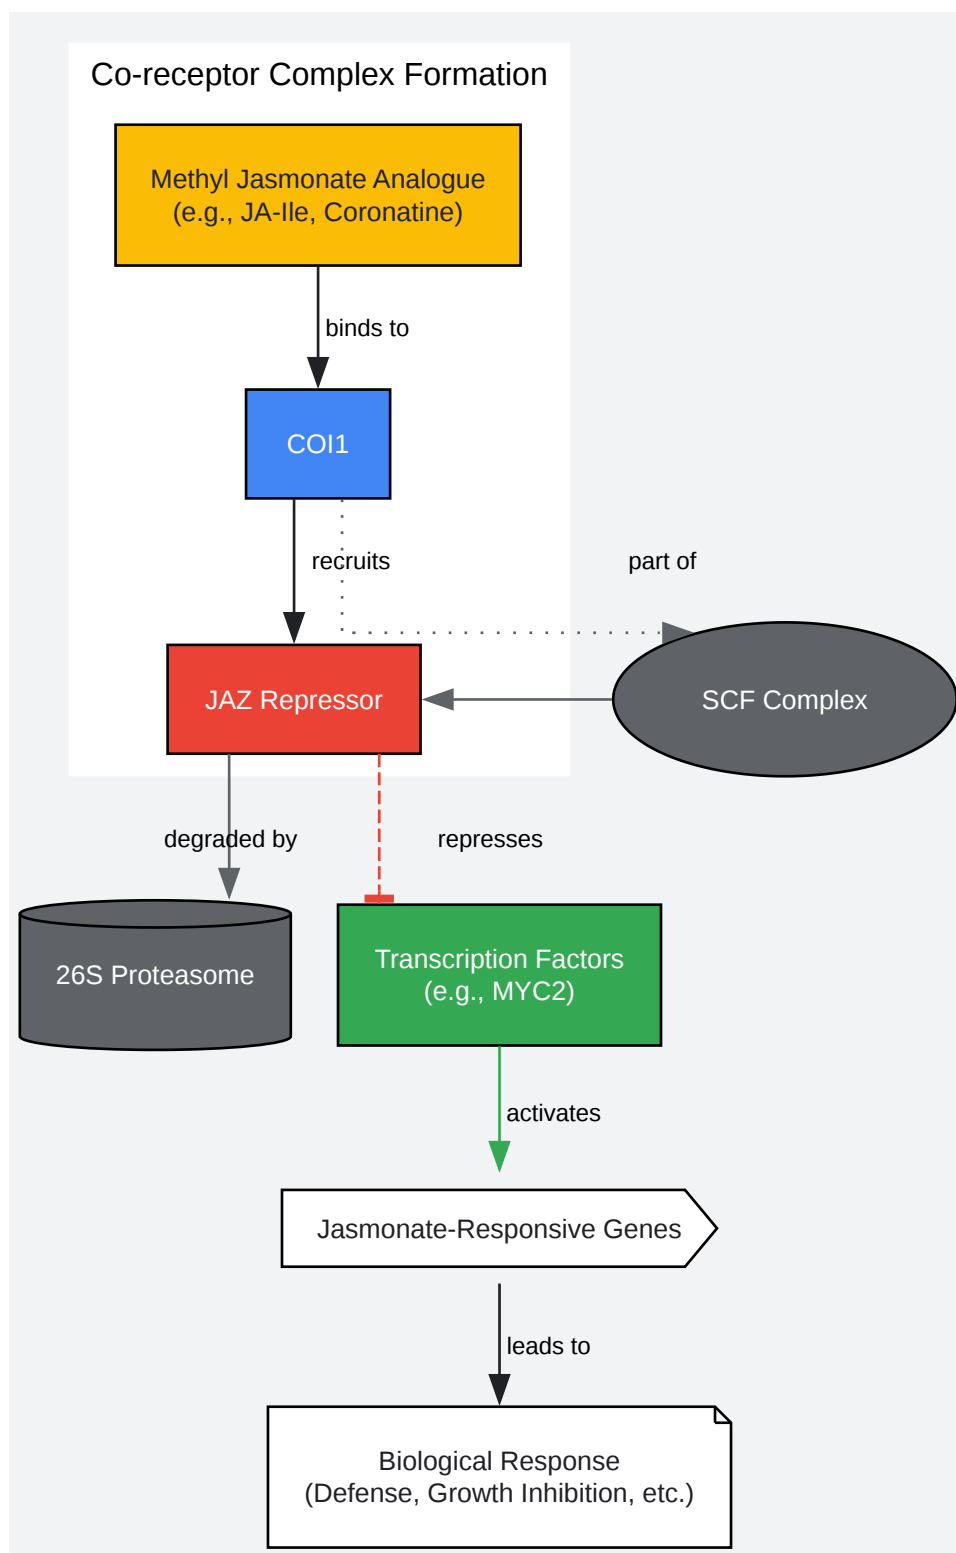 Co-receptor Complex Formation
Methyl Jasmonate Analogue
(e.g., JA-Ile, Coronatine)
binds to
COI1
recruits
part of
JAZ Repressor
SCF Complex
degraded by
represses
26S Proteasome
Transcription Factors
(e.g., MYC2)
activates
Jasmonate-Responsive Genes
leads to
Biological Response
(Defense, Growth Inhibition, etc.)